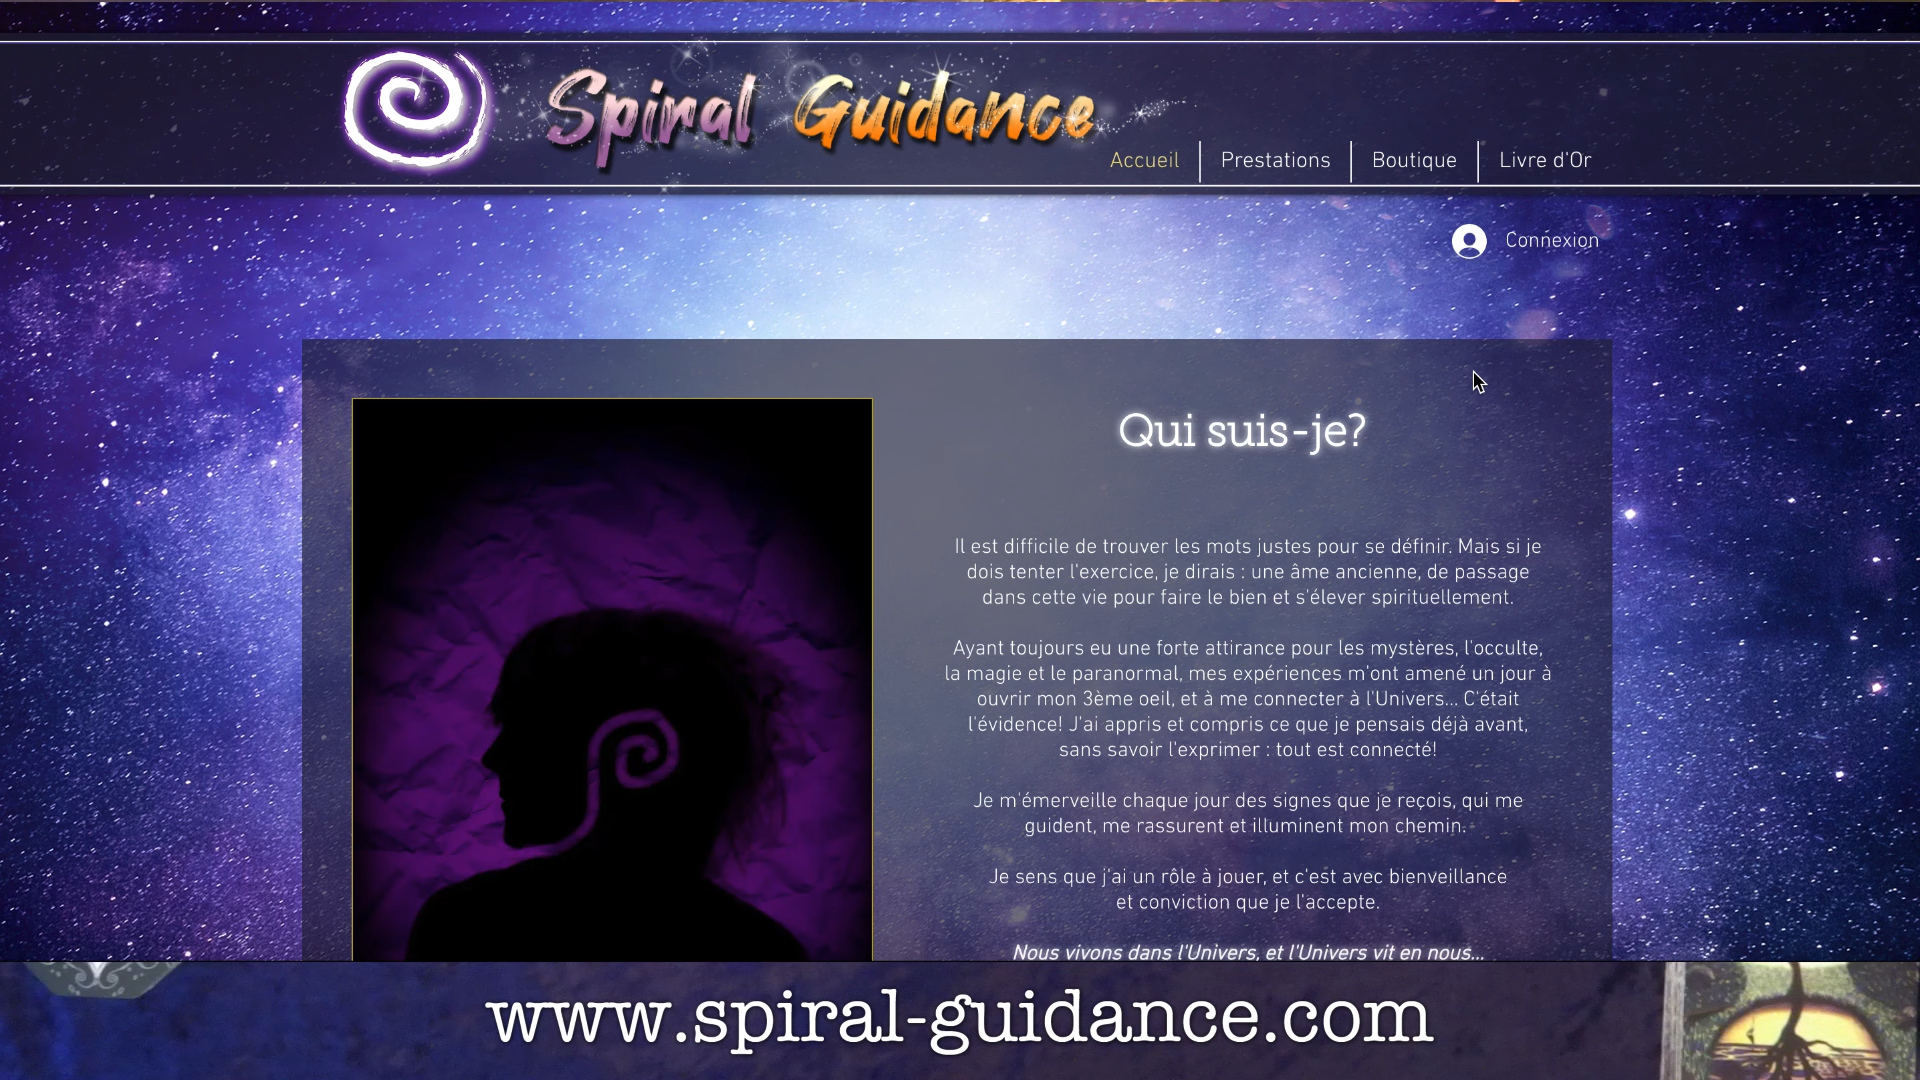 Spiral Guidance
Accueil
Prestations
Boutique
Livre d'Or
Connexion
Qui suis-je?
Il est difficile de trouver les mots justes pour se définir. Mais si je
dois tenter l'exercice, je dirais : une âme ancienne, de passage
dans cette vie pour faire le bien et s'élever spirituellement.
Ayant toujours eu une forte attirance pour les mystères, l'occulte,
la magie et le paranormal, mes expériences m'ont amené un jour à
ouvrir mon 3ème oeil, et à me connecter à l'Univers... C'était
l'évidence! J'ai appris et compris ce que je pensais déjà avant,
sans savoir l'exprimer : tout est connecté!
Je m'émerveille chaque jour des signes que je reçois, qui me
guident, me rassurent et illuminent mon chemin.
Je sens que j'ai un rôle à jouer, et c'est avec bienveillance
et conviction que je l'accepte.
Nous vivons dans l'Univers, et l'Univers vit en nous...
www.spiral-guidance.com